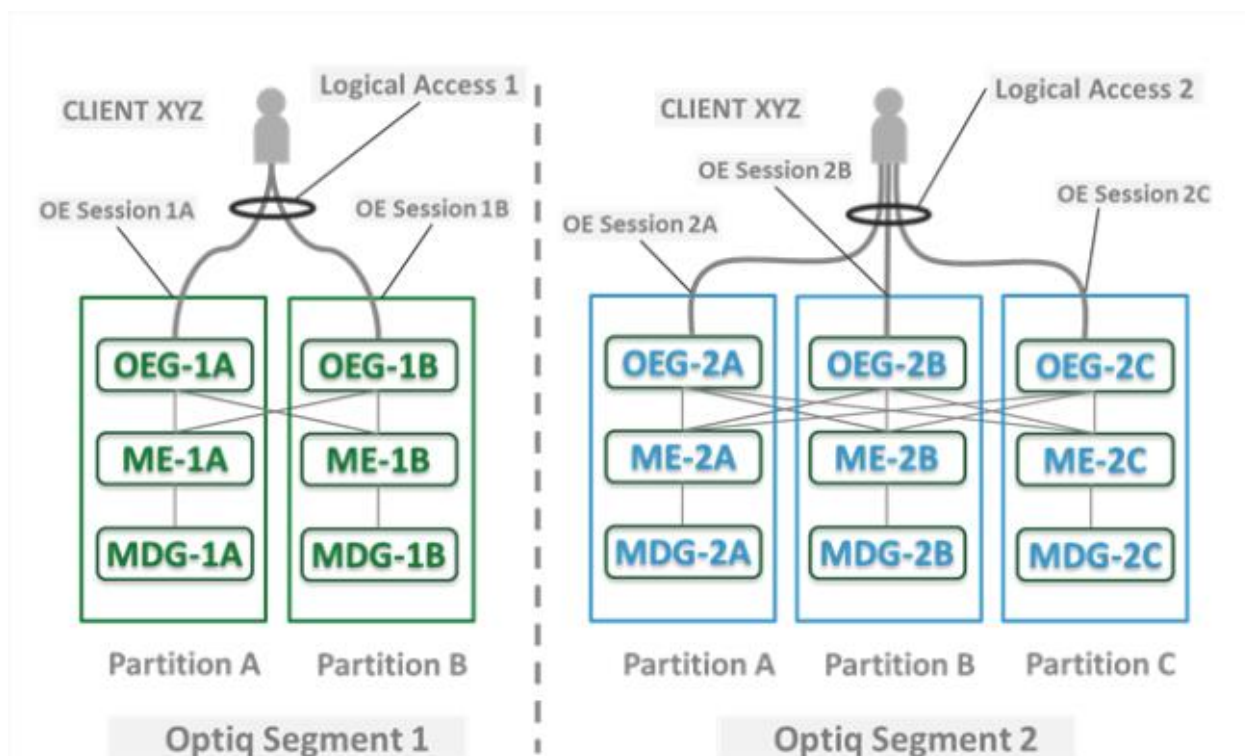 Logical Access 1
CLIENT XYZ
OE Session 1A
OE Session 1B
OEG-1A
OEG-1B
ME-1A
ME-1B
MDG-1A
MDG-1B
Partition A
Partition B
Optiq Segment 1
Logical Access 2
CLIENT XYZ
OE Session 2B
OE Session 2A
OE Session 2C
OEG-2A
OEG-2B
OEG-2C
ME-2A
ME-2B
ME-2C
MDG-2A
MDG-2B
MDG-2C
Partition A
Partition B
Partition C
Optiq Segment 2